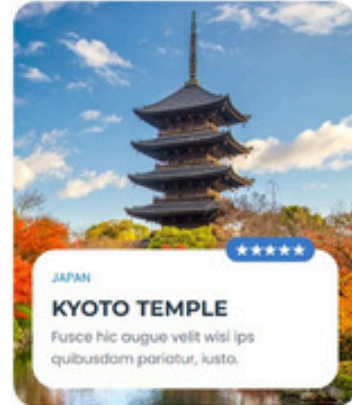 JAPAN
KYOTO TEMPLE
Fusce hic augue velit wisi ips
quibusdam pariatur, iusto.